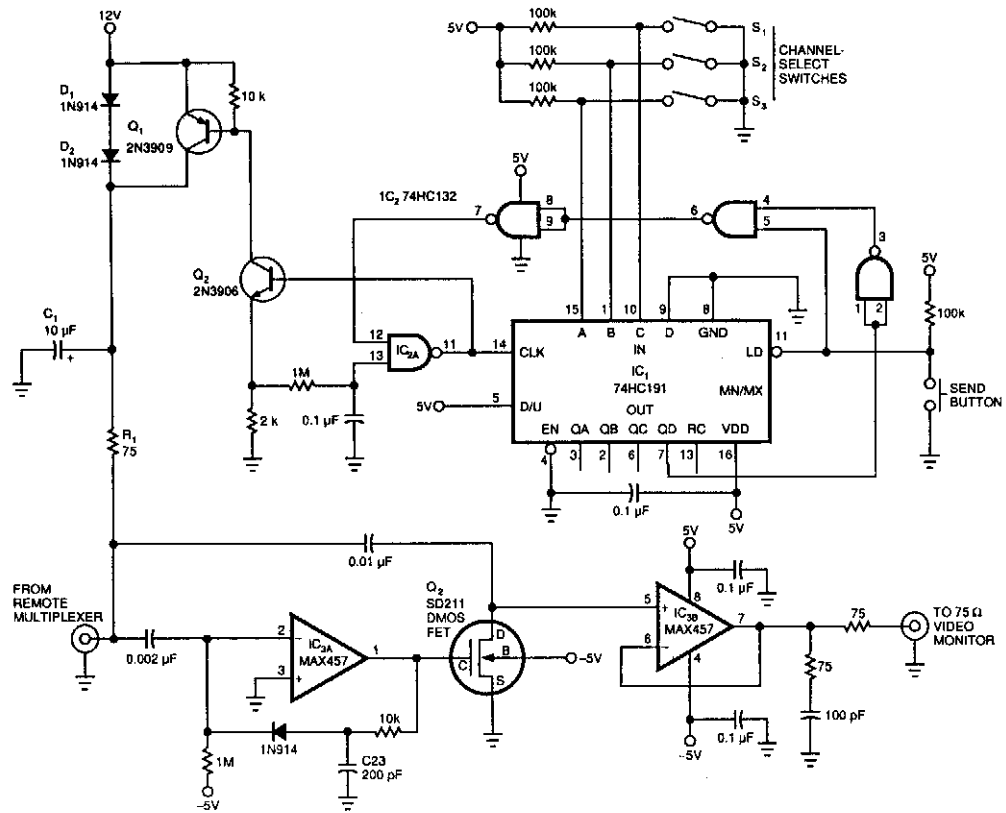 12V
D1
1N914
D2
1N914
Q1
2N3909
10 k
5V
100k
100k
100k
S1
S2
S3
CHANNEL-
SELECT
SWITCHES
5V
1C2 74HC132
7
8
9
6
4
5
3
1
2
5V
100k
SEND
BUTTON
Q2
2N3906
12
13
IC2A
11
1M
0.1 µF
2 k
C1
10 µF
+
R1
75
15
1
10
9
8
A
B
C
D
GND
IN
14
CLK
LD
11
IC1
74HC191
MN/MX
5V
5
D/U
OUT
EN
QA
QB
QC
QD
RC
VDD
4
3
2
6
7
13
16
0.1 µF
5V
0.01 µF
FROM
REMOTE
MULTIPLEXER
0.002 µF
2
−
IC3A
MAX457
1
3
+
1N914
10k
C23
200 pF
1M
−5V
Q2
SD211
DMOS
FET
D
B
C
S
−5V
5V
0.1 µF
8
5
+
IC3B
MAX457
7
6
−
4
0.1 µF
−5V
75
75
100 pF
TO 75 Ω
VIDEO
MONITOR